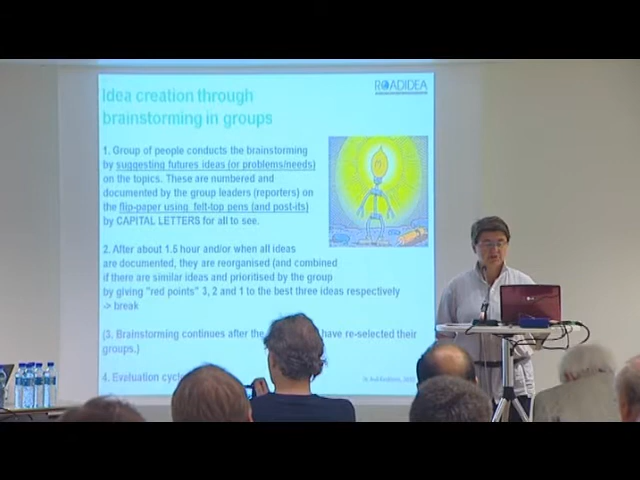 ROADIDEA
Idea creation through
brainstorming in groups
1. Group of people conducts the brainstorming
by suggesting futures ideas (or problems/needs)
on the topics. These are numbered and
documented by the group leaders (reporters) on
the flip-paper using felt-top pens (and post-its)
by CAPITAL LETTERS for all to see.
2. After about 1.5 hour and/or when all ideas
are documented, they are reorganised (and combined
if there are similar ideas and prioritised by the group
by giving "red points" 3, 2 and 1 to the best three ideas respectively
-> break
(3. Brainstorming continues after the have re-selected their
groups.)
4. Evaluation cycle